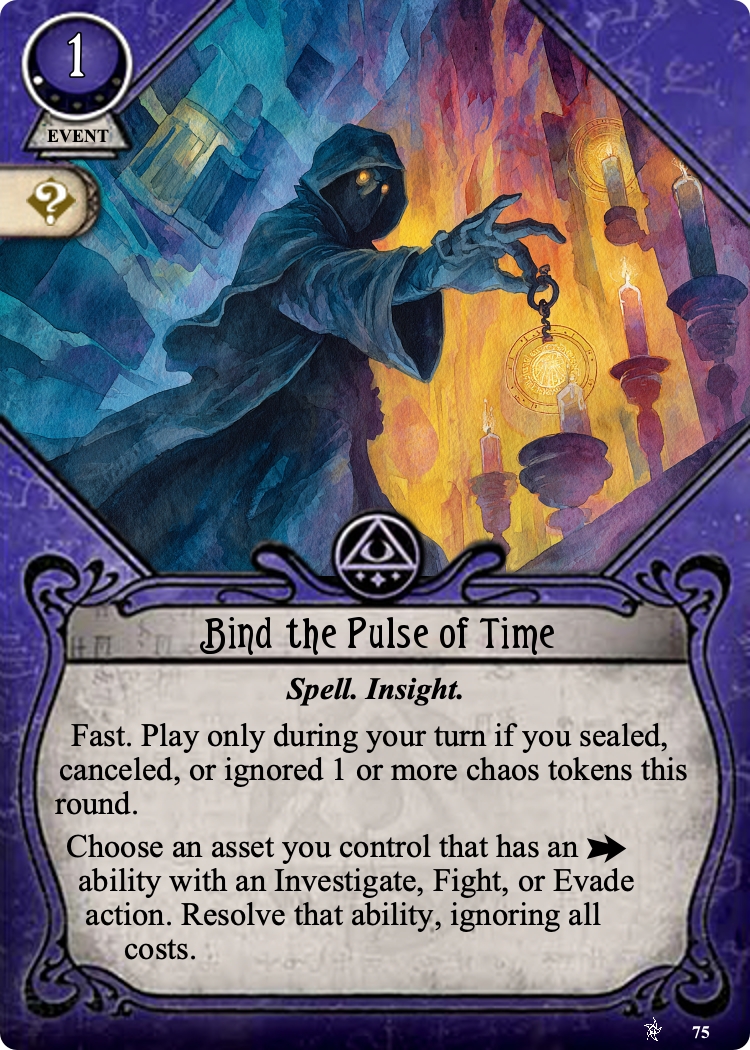 1
EVENT
?
Bind the Pulse of Time
Spell. Insight.
Fast. Play only during your turn if you sealed,
canceled, or ignored 1 or more chaos tokens this
round.
Choose an asset you control that has an
ability with an Investigate, Fight, or Evade
action. Resolve that ability, ignoring all
costs.
75